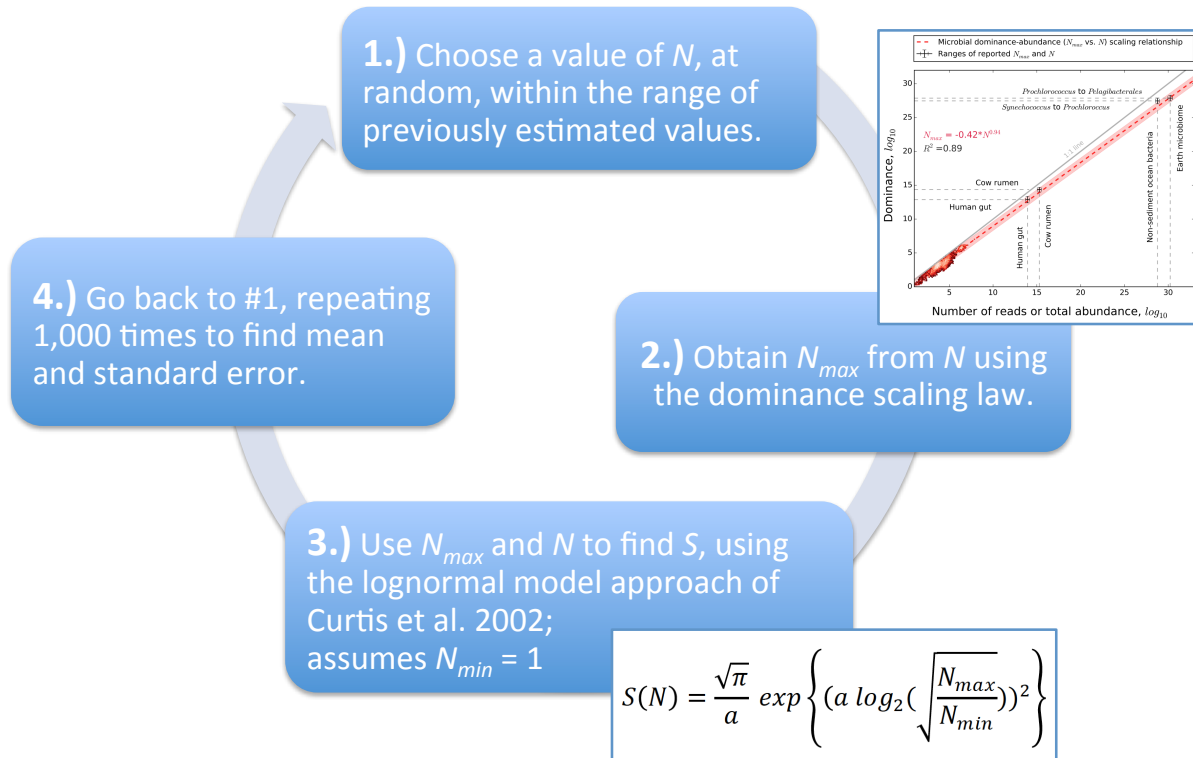 1.) Choose a value of N, at
random, within the range of
previously estimated values.
Microbial dominance-abundance (Nmax vs. N) scaling relationship
Ranges of reported Nmax and N
Dominance, log10
30
25
20
15
10
5
0
Prochlorococcus to Pelagibacterales
Synechococcus to Prochloroccus
Nmax = -0.42*N^0.94
R² =0.89
1:1 line
Cow rumen
Human gut
Human gut
Cow rumen
Non-sediment ocean bacteria
Earth microbiome
5 10 15 20 25 30
Number of reads or total abundance, log10
2.) Obtain Nmax from N using
the dominance scaling law.
3.) Use Nmax and N to find S, using
the lognormal model approach of
Curtis et al. 2002;
assumes Nmin = 1
S(N) = √π/a exp{(a log2(√(Nmax/Nmin)))²}
4.) Go back to #1, repeating
1,000 times to find mean
and standard error.